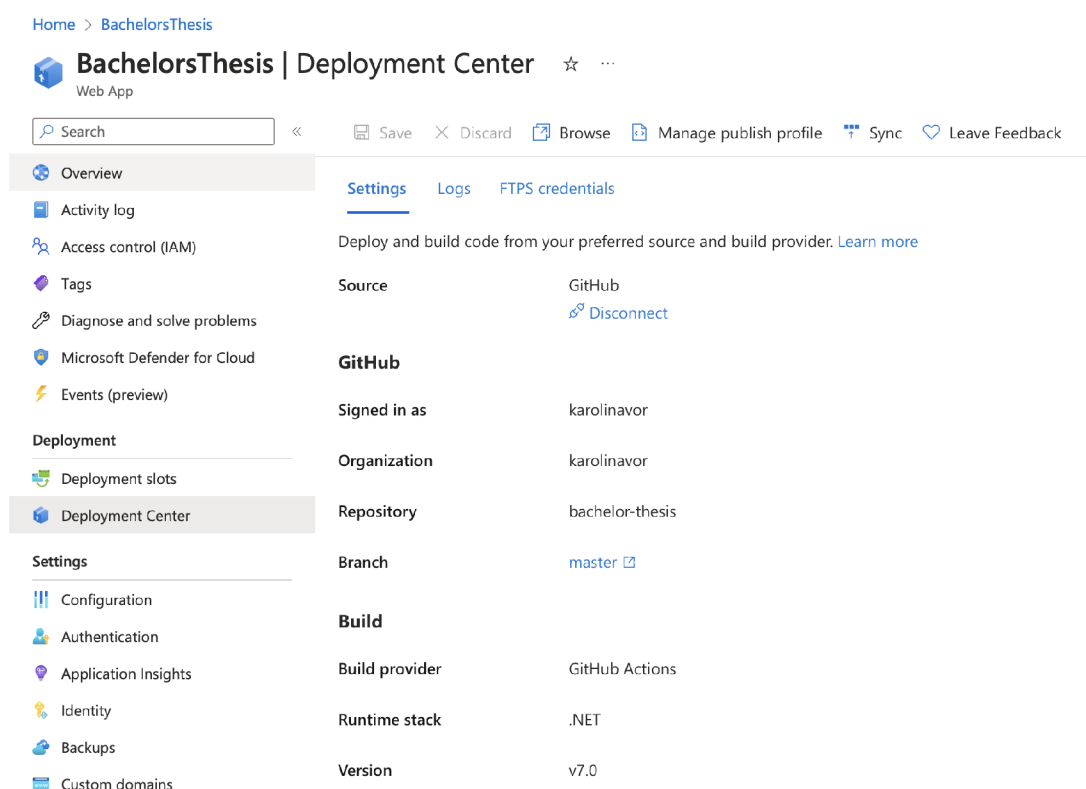 Home > BachelorsThesis
BachelorsThesis | Deployment Center ☆ ...
Web App
Search «
Save Discard Browse Manage publish profile Sync Leave Feedback
Overview
Activity log
Access control (IAM)
Tags
Diagnose and solve problems
Microsoft Defender for Cloud
Events (preview)
Deployment
Deployment slots
Deployment Center
Settings
Configuration
Authentication
Application Insights
Identity
Backups
Custom domains
Settings Logs FTPS credentials
Deploy and build code from your preferred source and build provider. Learn more
Source GitHub
Disconnect
GitHub
Signed in as karolinavor
Organization karolinavor
Repository bachelor-thesis
Branch master
Build
Build provider GitHub Actions
Runtime stack .NET
Version v7.0